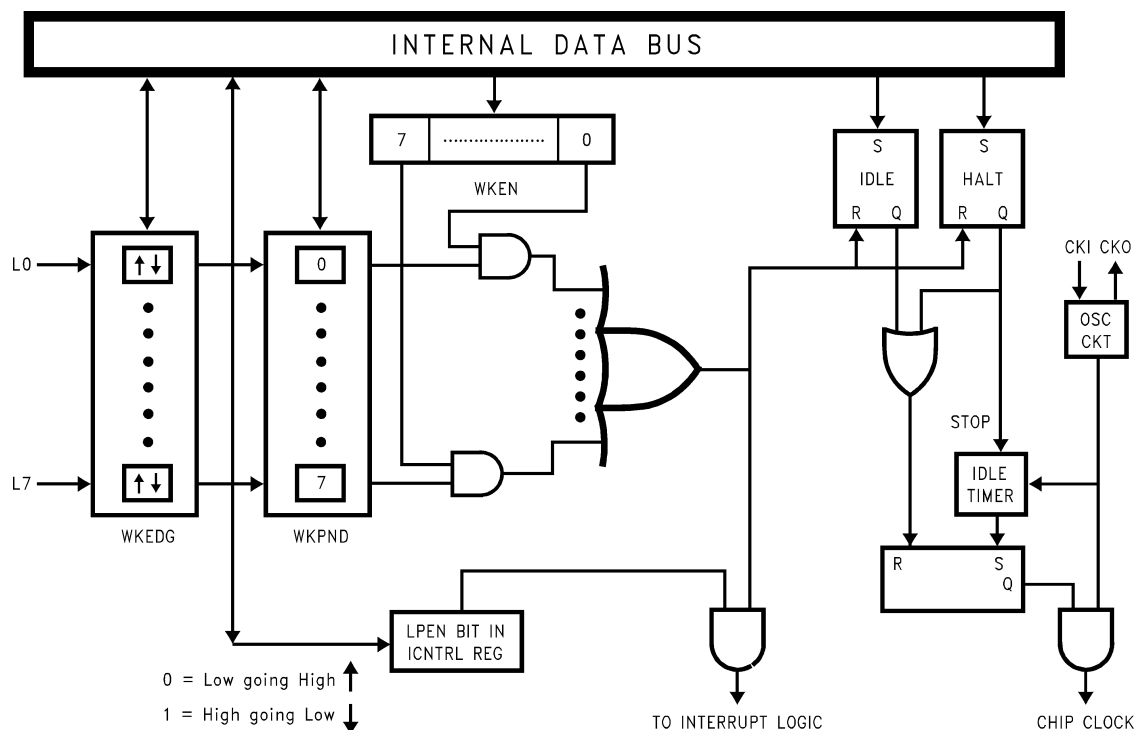 INTERNAL DATA BUS
7 ................... 0
WKEN
S
IDLE
R Q
S
HALT
R Q
CKI CKO
OSC
CKT
L0
0
L7
7
WKEDG
WKPND
STOP
IDLE
TIMER
R S
Q
LPEN BIT IN
ICNTRL REG
0 = Low going High
1 = High going Low
TO INTERRUPT LOGIC
CHIP CLOCK